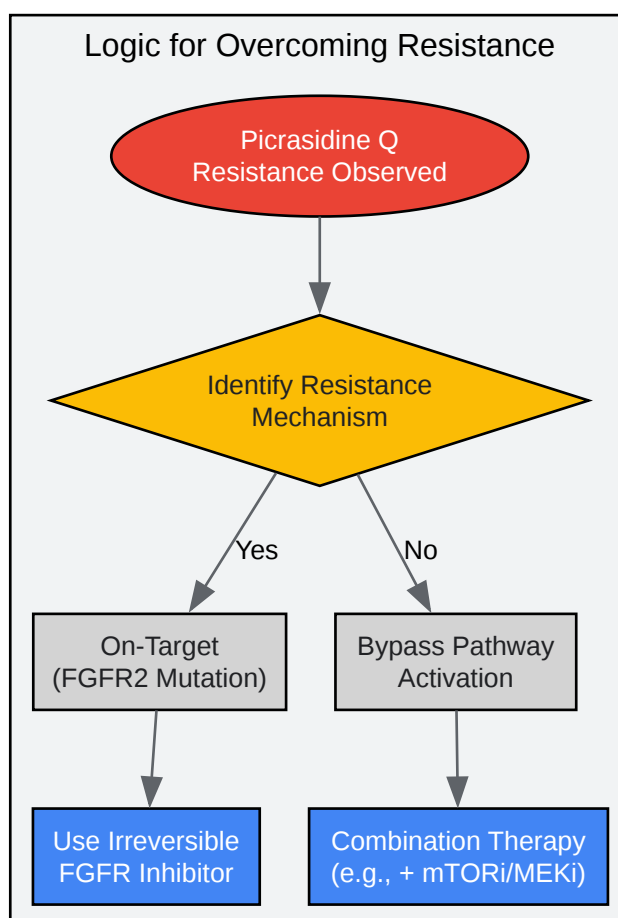 Logic for Overcoming Resistance
Picrasidine Q
Resistance Observed
Identify Resistance
Mechanism
Yes
No
On-Target
(FGFR2 Mutation)
Bypass Pathway
Activation
Use Irreversible
FGFR Inhibitor
Combination Therapy
(e.g., + mTORi/MEKi)